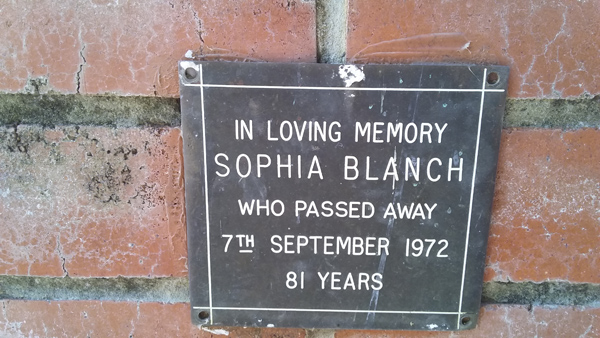 IN LOVING MEMORY
SOPHIA BLANCH
WHO PASSED AWAY
7TH SEPTEMBER 1972
81 YEARS